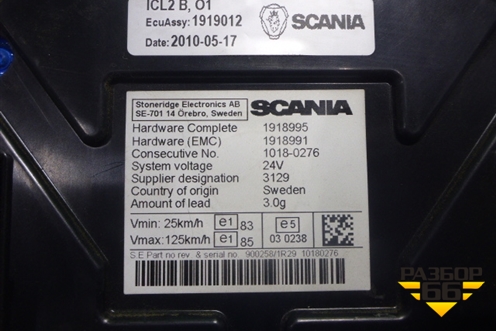 ICL2 B, O1
EcuAssy: 1919012
SCANIA
Date: 2010-05-17
Stoneridge Electronics AB
SE-701 14 Örebro, Sweden
SCANIA
Hardware Complete 1918995
Hardware (EMC) 1918991
Consecutive No. 1018-0276
System voltage 24V
Supplier designation 3129
Country of origin Sweden
Amount of lead 3.0g
Vmin: 25km/h e1 83 e5
Vmax: 125km/h e1 85 03 0238
S.E Part no rev & serial no 900258/1R29 10180276
РАЗБОР
66